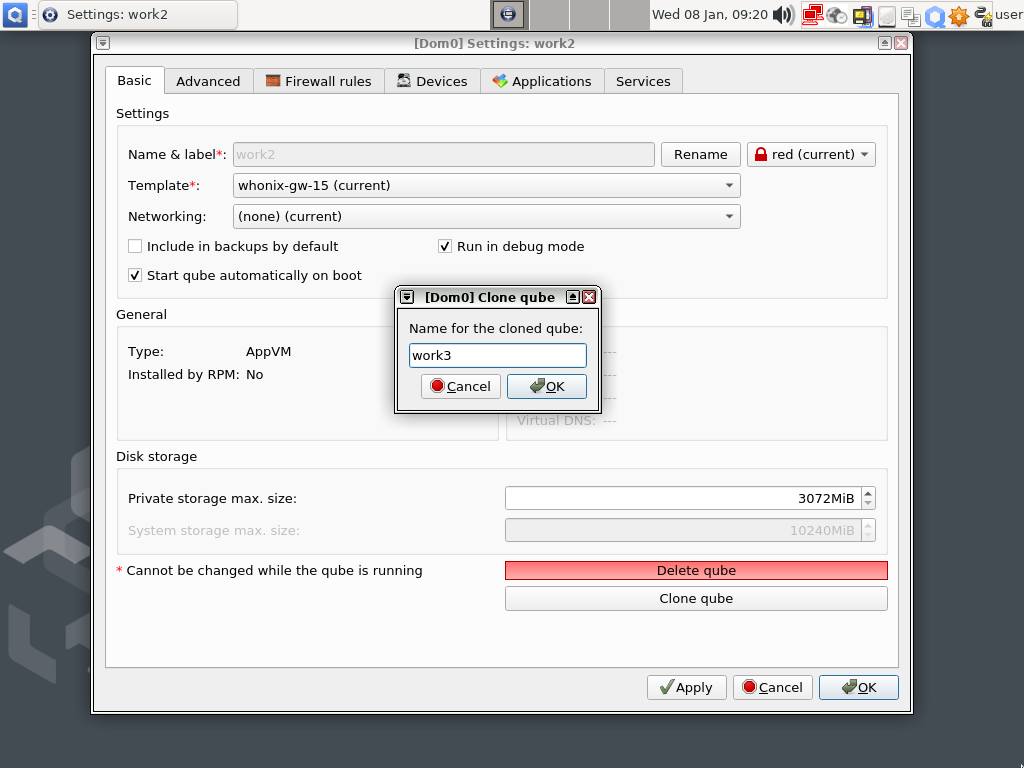 Settings: work2
Wed 08 Jan, 09:20
user
[Dom0] Settings: work2
Basic
Advanced
Firewall rules
Devices
Applications
Services
Settings
Name & label*:
work2
Rename
red (current)
Template*:
whonix-gw-15 (current)
Networking:
(none) (current)
Include in backups by default
Run in debug mode
Start qube automatically on boot
[Dom0] Clone qube
Name for the cloned qube:
work3
Cancel
OK
General
Type:
AppVM
Installed by RPM:
No
---
---
---
Virtual DNS:
---
Disk storage
Private storage max. size:
3072MiB
System storage max. size:
10240MiB
* Cannot be changed while the qube is running
Delete qube
Clone qube
Apply
Cancel
OK